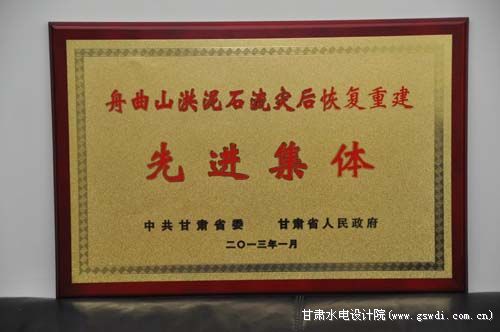 舟曲山洪泥石流灾后恢复重建
先进集体
中共甘肃省委 甘肃省人民政府
二〇一三年一月
甘肃水电设计院(www.gswdi.com.cn)